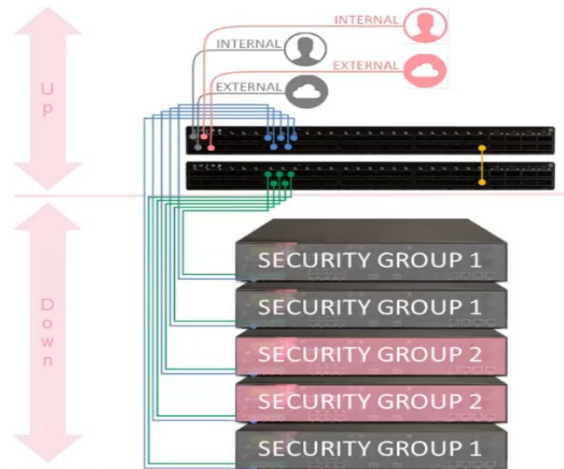 Up
INTERNAL
INTERNAL
EXTERNAL
EXTERNAL
Down
SECURITY GROUP 1
SECURITY GROUP 1
SECURITY GROUP 2
SECURITY GROUP 2
SECURITY GROUP 1